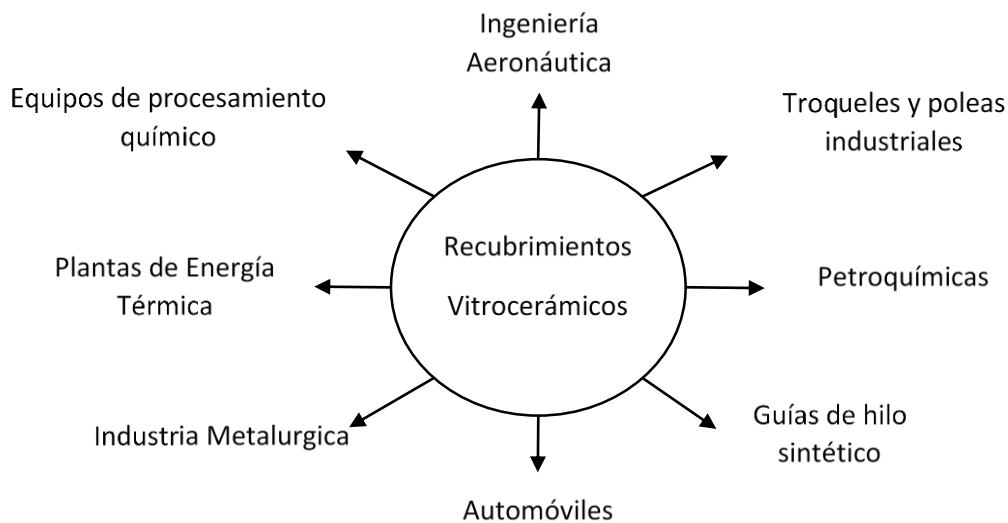 Ingeniería
Aeronáutica
Equipos de procesamiento
químico
Troqueles y poleas
industriales
Recubrimientos
Vitrocerámicos
Plantas de Energía
Térmica
Petroquímicas
Industria Metalurgica
Guías de hilo
sintético
Automóviles